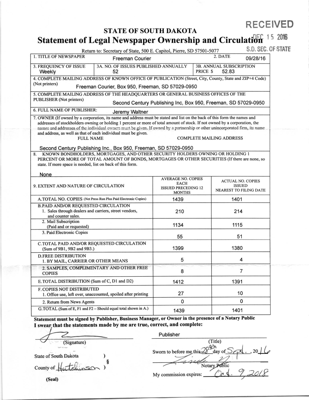 RECEIVED
DEC 15 2016
S.D. SEC. OF STATE
STATE OF SOUTH DAKOTA
Statement of Legal Newspaper Ownership and Circulation
Return to: Secretary of State, 500 E. Capitol, Pierre, SD 57501-5077
1. TITLE OF NEWSPAPER
Freeman Courier
2. DATE
09/28/16
3. FREQUENCY OF ISSUE
Weekly
3A. NO. OF ISSUES PUBLISHED ANNUALLY
52
3B. ANNUAL SUBSCRIPTION
PRICE $ 52.83
4. COMPLETE MAILING ADDRESS OF KNOWN OFFICE OF PUBLICATION (Street, City, County, State and ZIP+4 Code)
(Not printers)
Freeman Courier, Box 950, Freeman, SD 57029-0950
5. COMPLETE MAILING ADDRESS OF THE HEADQUARTERS OR GENERAL BUSINESS OFFICES OF THE
PUBLISHER (Not printers)
Second Century Publishing Inc, Box 950, Freeman, SD 57029-0950
6. FULL NAME OF PUBLISHER:
Jeremy Waltner
7. OWNER (If owned by a corporation, its name and address must be stated and list on the back of this form the names and
addresses of stockholders owning or holding 1 percent or more of total amount of stock. If not owned by a corporation, the
names and addresses of the individual owners must be given. If owned by a partnership or other unincorporated firm, its name
and address, as well as that of each individual must be given.
FULL NAME
COMPLETE MAILING ADDRESS
Second Century Publishing Inc., Box 950, Freeman, SD 57029-0950
8. KNOWN BONDHOLDERS, MORTGAGES, AND OTHER SECURITY HOLDERS OWNING OR HOLDING 1
PERCENT OR MORE OF TOTAL AMOUNT OF BONDS, MORTGAGES OR OTHER SECURITIES (If there are none, so
state. If more space is needed, list on back of this form.
None
9. EXTENT AND NATURE OF CIRCULATION
AVERAGE NO. COPIES
EACH
ISSUED PRECEDING 12
MONTHS
ACTUAL NO. COPIES
ISSUED
NEAREST TO FILING DATE
A. TOTAL NO. COPIES (Net Press Run Plus Paid Electronic Copies) 1439 1401
B. PAID AND/OR REQUESTED CIRCULATION
1. Sales through dealers and carriers, street vendors,
and counter sales.
210 214
2. Mail Subscription
(Paid and or requested)
1134 1115
3. Paid Electronic Copies
55 51
C. TOTAL PAID AND/OR REQUESTED CIRCULATION
(Sum of 9B1, 9B2 and 9B3.)
1399 1380
D. FREE DISTRIBUTION
1. BY MAIL, CARRIER OR OTHER MEANS
5 4
2. SAMPLES, COMPLIMENTARY AND OTHER FREE
COPIES
8 7
E. TOTAL DISTRIBUTION (Sum of C, D1 and D2) 1412 1391
F. COPIES NOT DISTRIBUTED
1. Office use, left over, unaccounted, spoiled after printing
27 10
2. Return from News Agents 0 0
G. TOTAL (Sum of E, F1 and F2 – Should equal total shown in A.) 1439 1401
Statement must be signed by Publisher, Business Manager, or Owner in the presence of a Notary Public
I swear that the statements made by me are true, correct, and complete:
Publisher
(Signature)
(Title)
State of South Dakota )
§
County of Hutchinson )
(Seal)
Sworn to before me this 28th day of Sept., 2016
Notary Public
My commission expires: Oct. 9, 2018